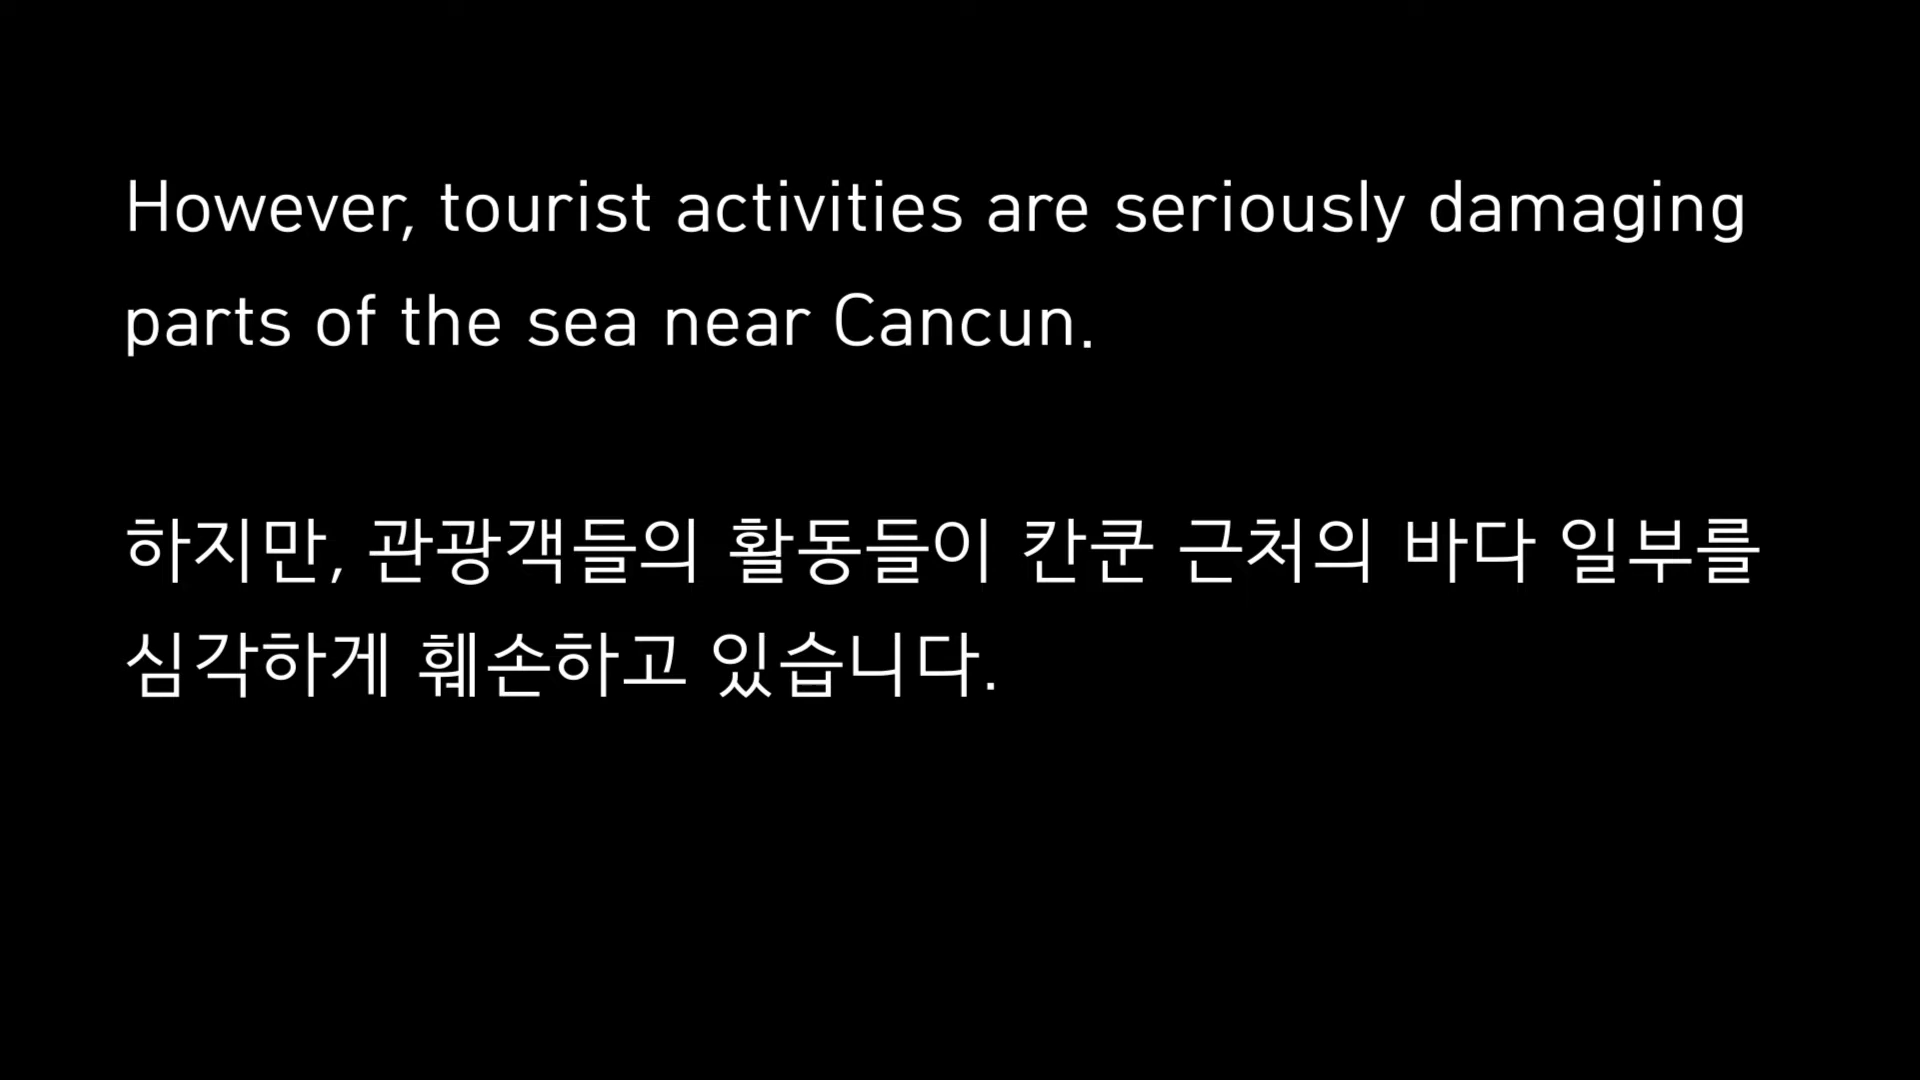 However, tourist activities are seriously damaging
parts of the sea near Cancun.
하지만, 관광객들의 활동들이 칸쿤 근처의 바다 일부를
심각하게 훼손하고 있습니다.